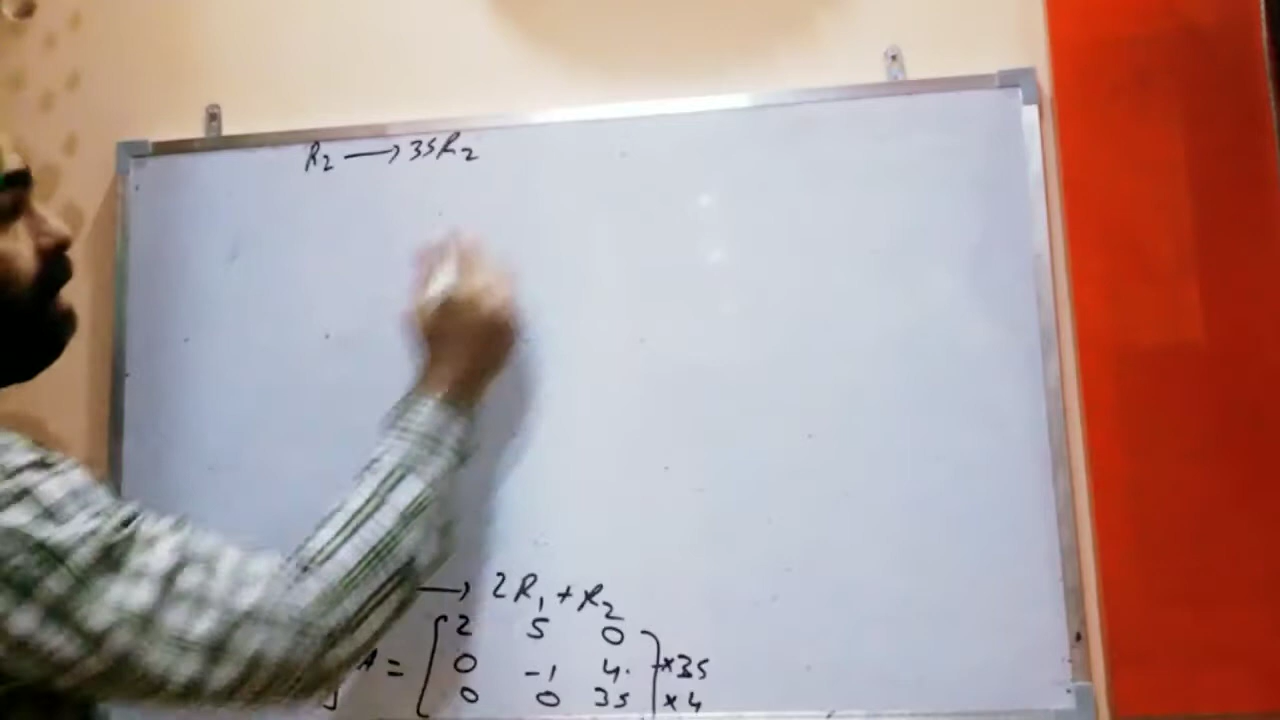 R₂ ⟶ 35R₂
⟶ 2R₁ + R₂
A = [ 2 5 0
0 -1 4. ×35
0 0 35 ] ×4